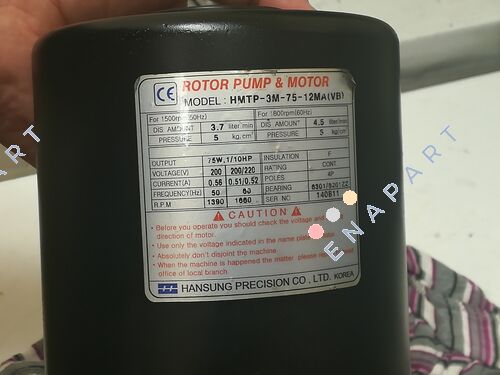 CE
ROTOR PUMP & MOTOR
MODEL : HMTP-3M-75-12MA(VB)
For 1500rpm(50Hz) For 1800rpm(60Hz)
DIS. AMOUNT 3.7 liter/min DIS. AMOUNT 4.5 liter/min
PRESSURE 5 kg/cm² PRESSURE 5 kg/cm²
OUTPUT 75W,1/10HP INSULATION F
VOLTAGE(V) 200 200/220 RATING CONT
CURRENT(A) 0.56 0.51/0.52 POLES 4P
FREQUENCY(Hz) 50 60 BEARING
R.P.M 1390 1680 SER NO
⚠ CAUTION ⚠
• Before you operate you should check the voltage
direction of motor.
• Use only the voltage indicated in the name plate motor.
• Absolutely don't disjoint the machine.
• When the machine is happened the matter please
office of local branch
HANSUNG PRECISION CO., LTD. KOREA
ENAPART